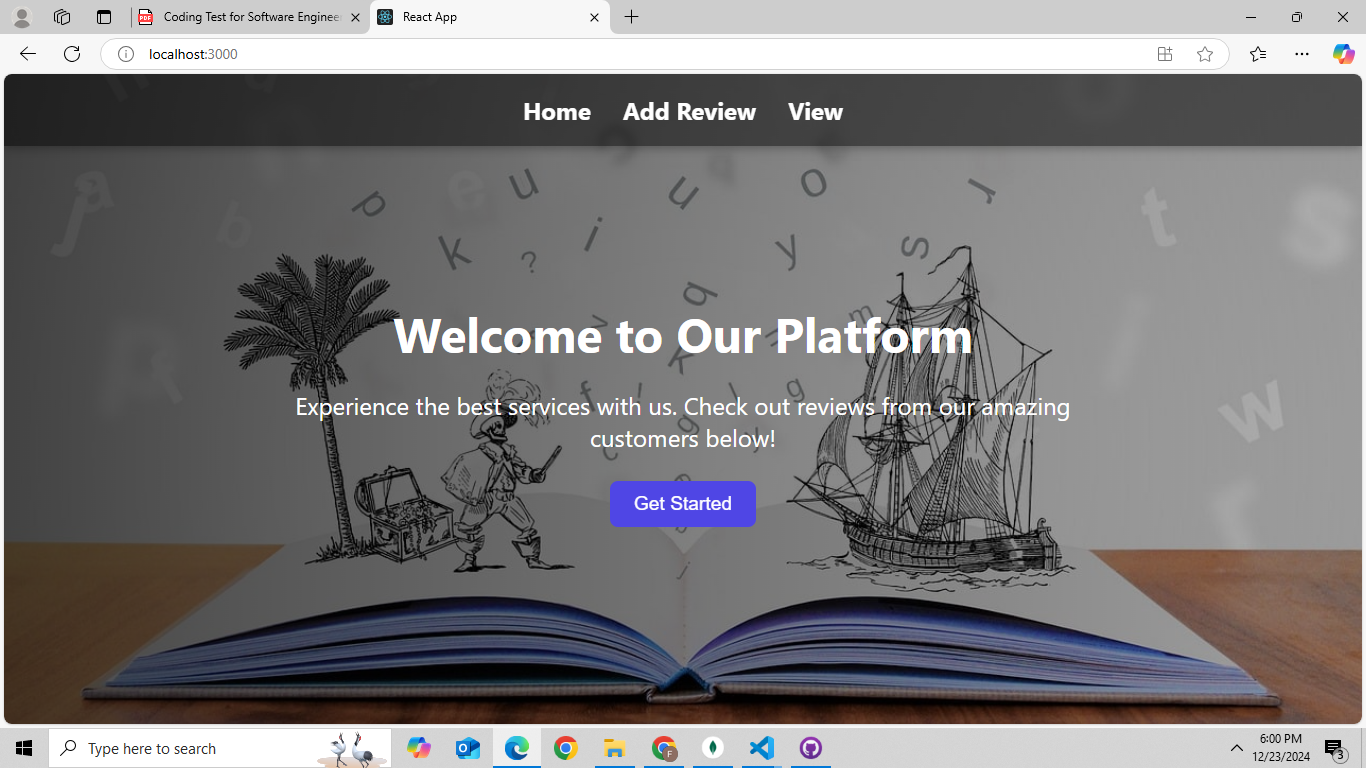 Coding Test for Software Enginee
React App
localhost:3000
Home Add Review View
Welcome to Our Platform
Experience the best services with us. Check out reviews from our amazing
customers below!
Get Started
Type here to search
6:00 PM
12/23/2024
3